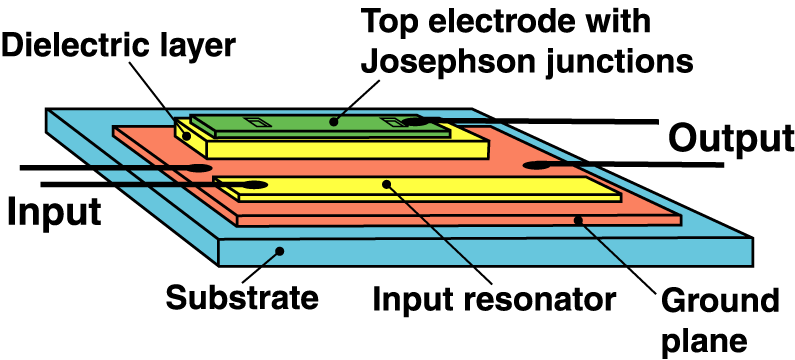 Top electrode with
Josephson junctions
Dielectric layer
Output
Input
Substrate
Input resonator
Ground
plane